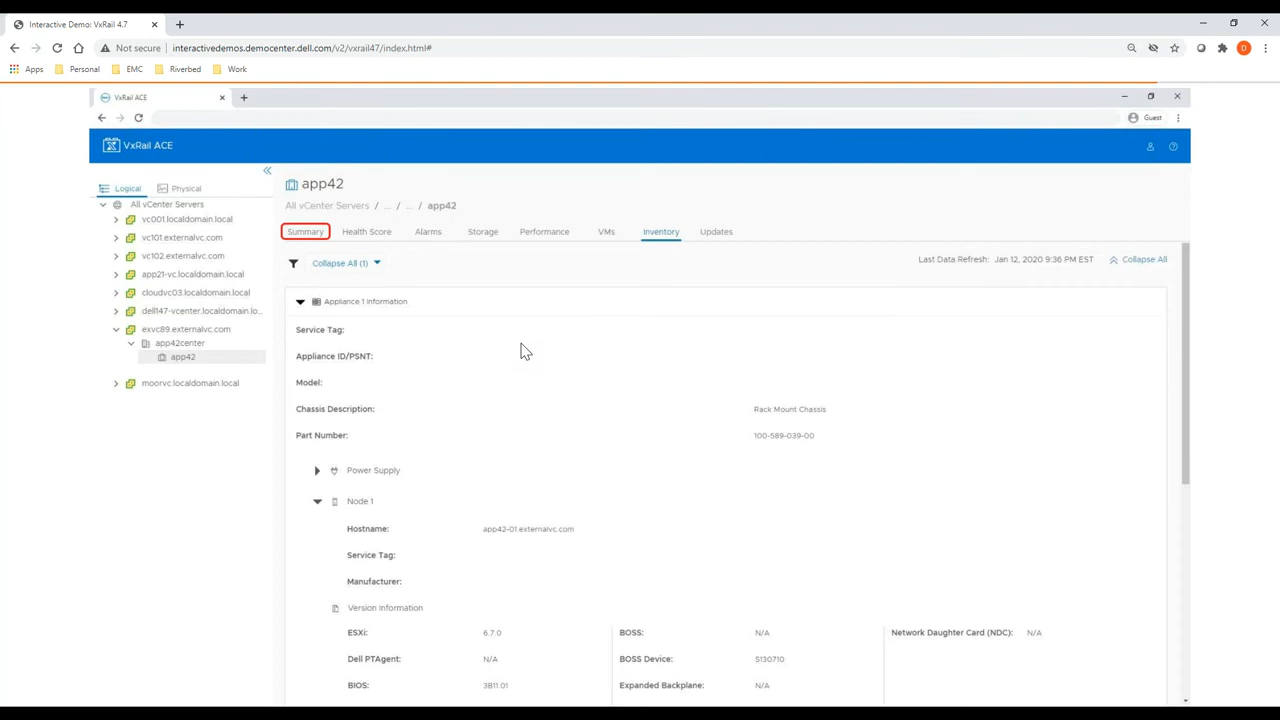 Interactive Demo: VxRail 4.7
Not secure interactivedemos.democenter.dell.com/v2/vxrail47/index.html# D
Apps Personal EMC Riverbed Work
VxRail ACE
Guest
VxRail ACE
Logical Physical
All vCenter Servers
vc001.localdomain.local
vc101.externalvc.com
vc102.externalvc.com
app21-vc.localdomain.local
cloudvc03.localdomain.local
dell147-vcenter.localdomain.lo...
exvc89.externalvc.com
app42center
app42
moorvc.localdomain.local
app42
All vCenter Servers / ... / ... / app42
Summary Health Score Alarms Storage Performance VMs Inventory Updates
Collapse All (1) Last Data Refresh: Jan 12, 2020 9:36 PM EST Collapse All
Appliance 1 Information
Service Tag:
Appliance ID/PSNT:
Model:
Chassis Description: Rack Mount Chassis
Part Number: 100-589-039-00
Power Supply
Node 1
Hostname: app42-01.externalvc.com
Service Tag:
Manufacturer:
Version Information
ESXi: 6.7.0 BOSS: N/A Network Daughter Card (NDC): N/A
Dell PTAgent: N/A BOSS Device: S130710
BIOS: 3B11.01 Expanded Backplane: N/A